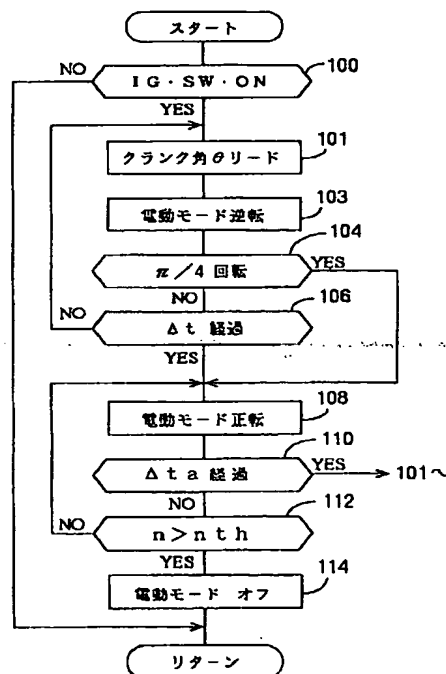 スタート
NO
100
IG・SW・ON
YES
101
クランク角θリード
103
電動モード逆転
104
π/4回転
YES
NO
106
NO
Δt 経過
YES
108
電動モード正転
110
Δta 経過
YES
101へ
NO
112
NO
n>nth
YES
114
電動モード オフ
リターン